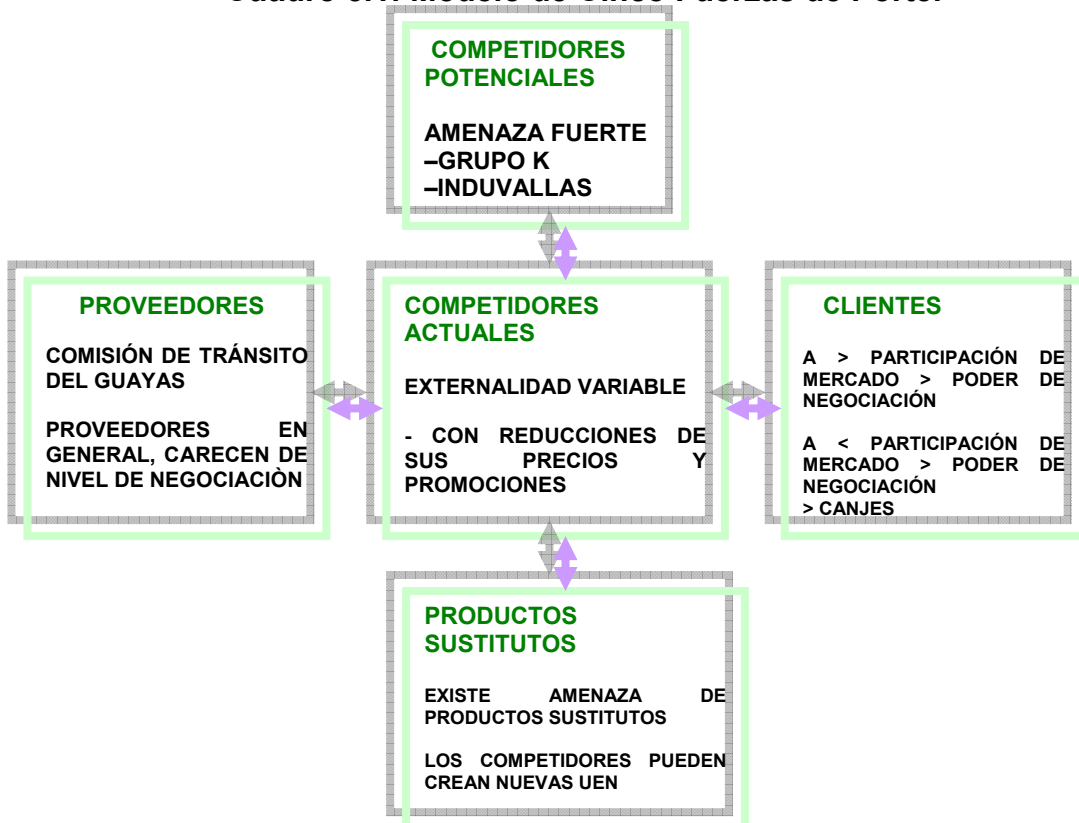 COMPETIDORES
POTENCIALES
AMENAZA FUERTE
–GRUPO K
–INDUVALLAS
PROVEEDORES
COMISIÓN DE TRÁNSITO
DEL GUAYAS
PROVEEDORES EN
GENERAL, CARECEN DE
NIVEL DE NEGOCIACIÒN
COMPETIDORES
ACTUALES
EXTERNALIDAD VARIABLE
- CON REDUCCIONES DE
SUS PRECIOS Y
PROMOCIONES
CLIENTES
A > PARTICIPACIÓN DE
MERCADO > PODER DE
NEGOCIACIÓN
A < PARTICIPACIÓN DE
MERCADO > PODER DE
NEGOCIACIÓN
> CANJES
PRODUCTOS
SUSTITUTOS
EXISTE AMENAZA DE
PRODUCTOS SUSTITUTOS
LOS COMPETIDORES PUEDEN
CREAN NUEVAS UEN